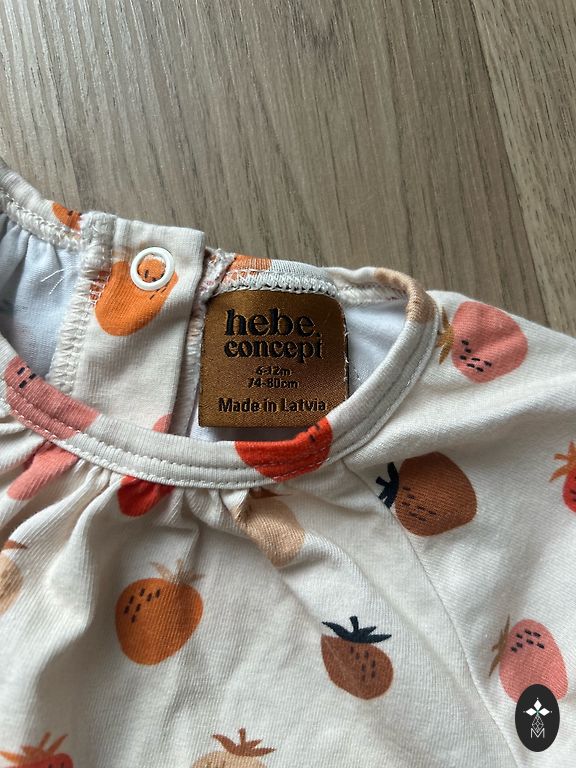 hebe.
concept
6-12m
74-80cm
Made in Latvia